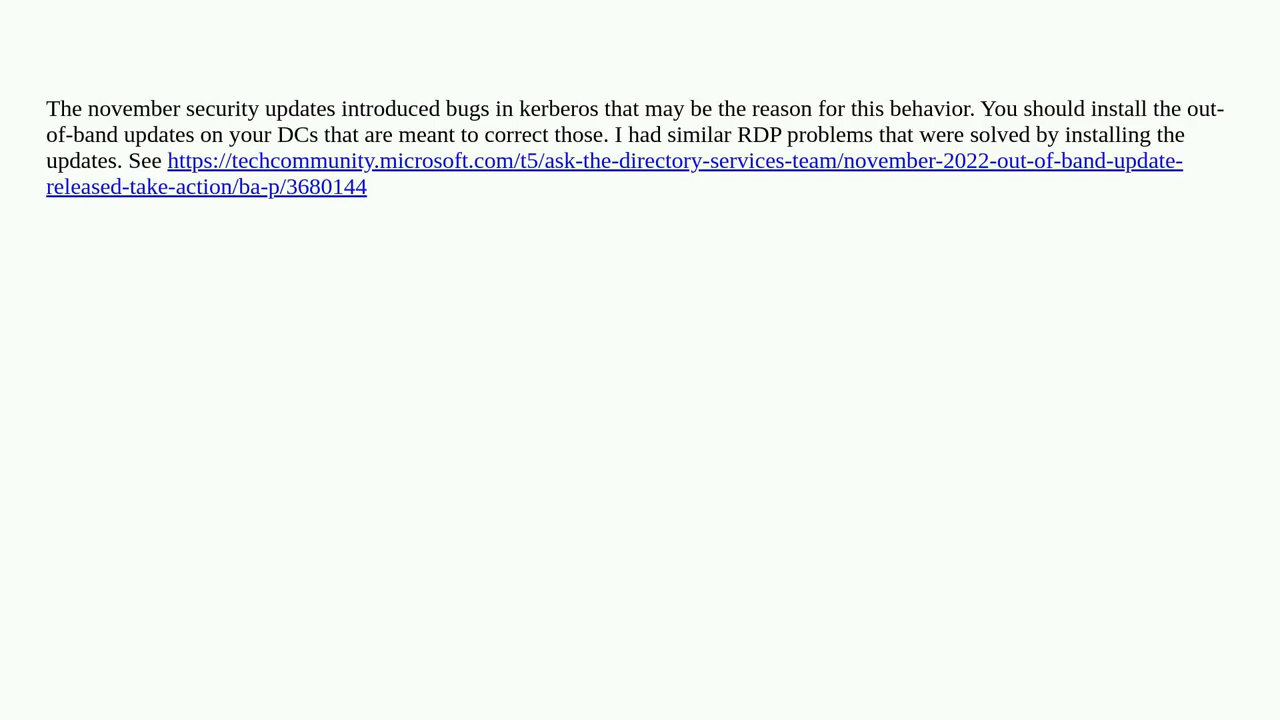 The november security updates introduced bugs in kerberos that may be the reason for this behavior. You should install the out-
of-band updates on your DCs that are meant to correct those. I had similar RDP problems that were solved by installing the
updates. See https://techcommunity.microsoft.com/t5/ask-the-directory-services-team/november-2022-out-of-band-update-
released-take-action/ba-p/3680144